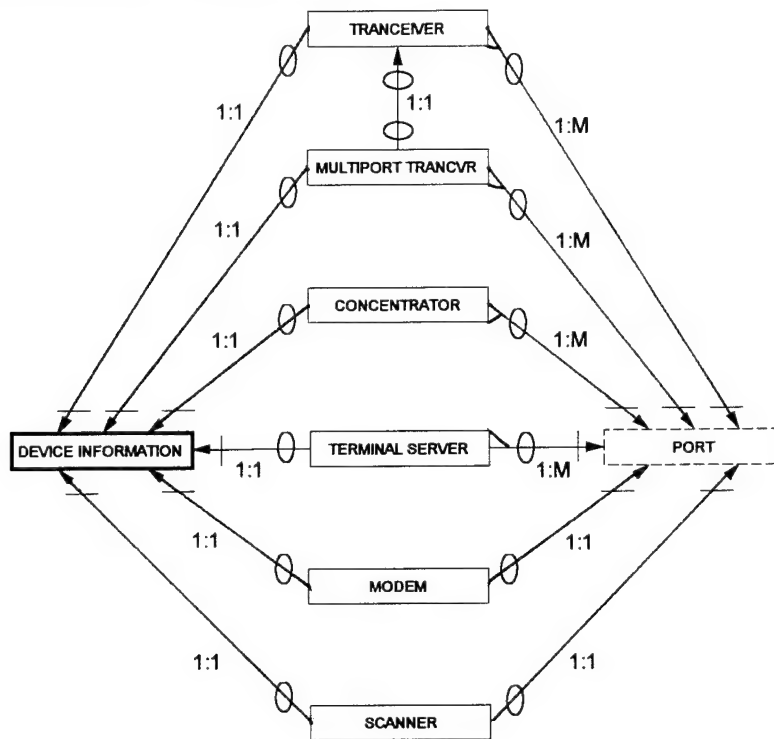 TRANCEIVER
1:1
1:1
1:M
MULTIPORT TRANCVR
1:1
1:M
CONCENTRATOR
1:1
1:M
DEVICE INFORMATION
TERMINAL SERVER
PORT
1:1
1:M
1:1
1:1
MODEM
1:1
1:1
SCANNER